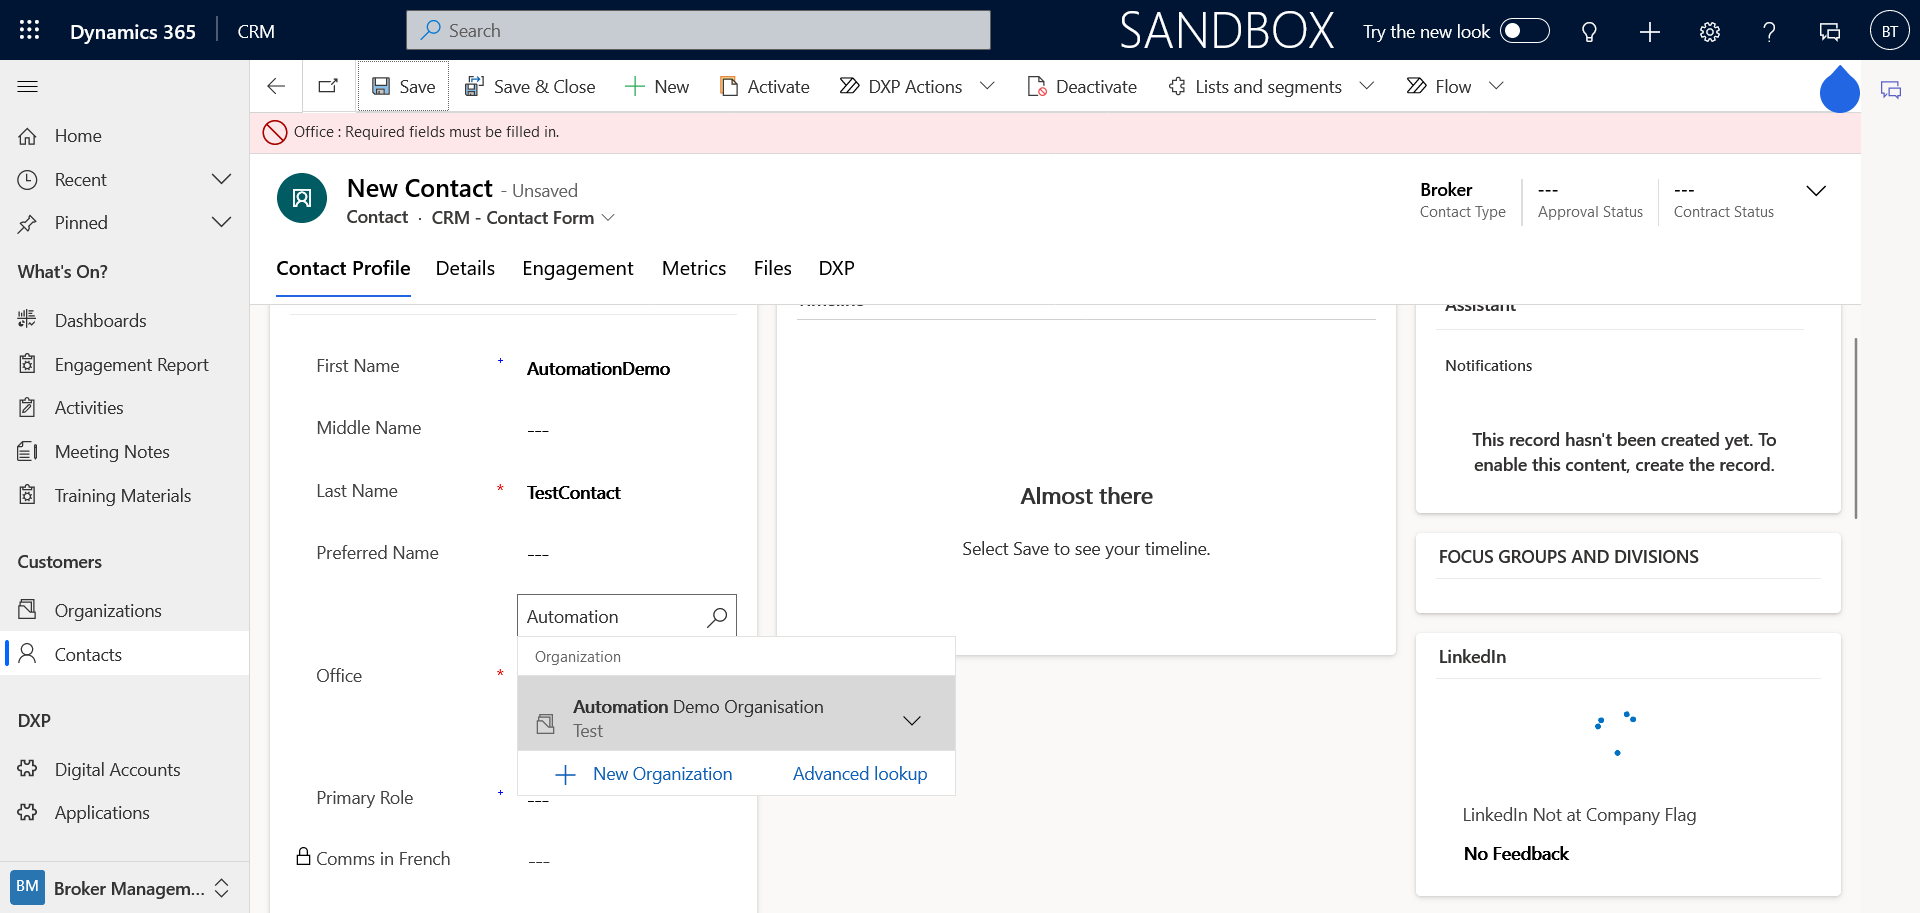 Dynamics 365
CRM
Search
SANDBOX
Try the new look
BT
Save
Save & Close
New
Activate
DXP Actions
Deactivate
Lists and segments
Flow
Office : Required fields must be filled in.
Home
Recent
Pinned
What's On?
Dashboards
Engagement Report
Activities
Meeting Notes
Training Materials
Customers
Organizations
Contacts
DXP
Digital Accounts
Applications
BM
Broker Managem...
New Contact - Unsaved
Contact · CRM - Contact Form
Broker
Contact Type
---
Approval Status
---
Contract Status
Contact Profile
Details
Engagement
Metrics
Files
DXP
First Name + AutomationDemo
Middle Name ---
Last Name * TestContact
Preferred Name ---
Automation
Office *
Organization
Automation Demo Organisation
Test
New Organization
Advanced lookup
Primary Role + ---
Comms in French ---
Timeline
Almost there
Select Save to see your timeline.
Assistant
Notifications
This record hasn't been created yet. To
enable this content, create the record.
FOCUS GROUPS AND DIVISIONS
LinkedIn
LinkedIn Not at Company Flag
No Feedback